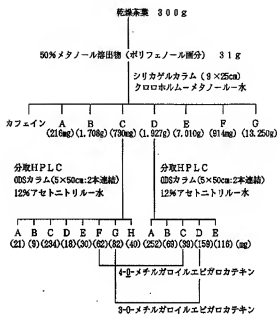 乾燥茶葉 300g
50%メタノール溶出物 (ポリフェノール画分) 31g
シリカゲルカラム (9×25cm)
クロロホルム-メタノール-水
カフェイン A B C D E F G
(216mg) (1.708g) (730mg) (1.927g) (7.010g) (914mg) (13.250g)
分取HPLC 分取HPLC
ODSカラム(5×50cm:2本連結) ODSカラム(5×50cm:2本連結)
12%アセトニトリル-水 12%アセトニトリル-水
A B C D E F G H A B C D E
(21) (9) (234) (18) (30) (62) (82) (40) (252) (69) (39) (159) (116) (mg)
4-O-メチルガロイルエピガロカテキン
3-O-メチルガロイルエピガロカテキン